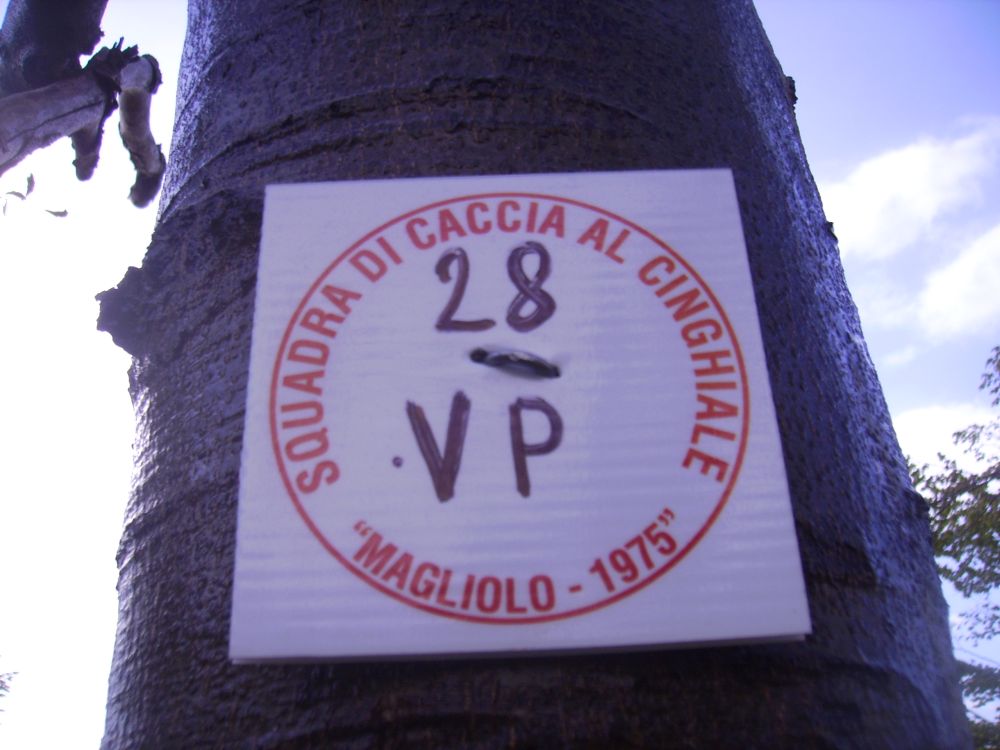 SQUADRA DI CACCIA AL CINGHIALE
28
VP
"MAGLIOLO - 1975"